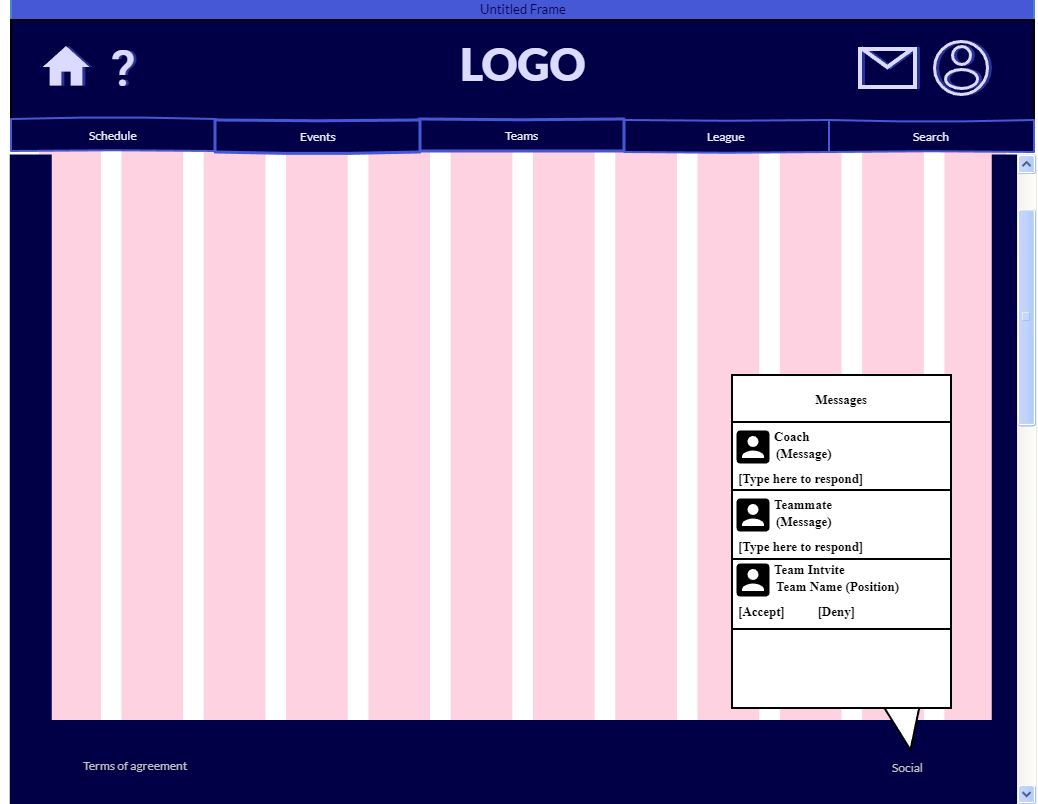 Untitled Frame
?
LOGO
Schedule Events Teams League Search
Messages
Coach
(Message)
[Type here to respond]
Teammate
(Message)
[Type here to respond]
Team Intvite
Team Name (Position)
[Accept] [Deny]
Terms of agreement Social